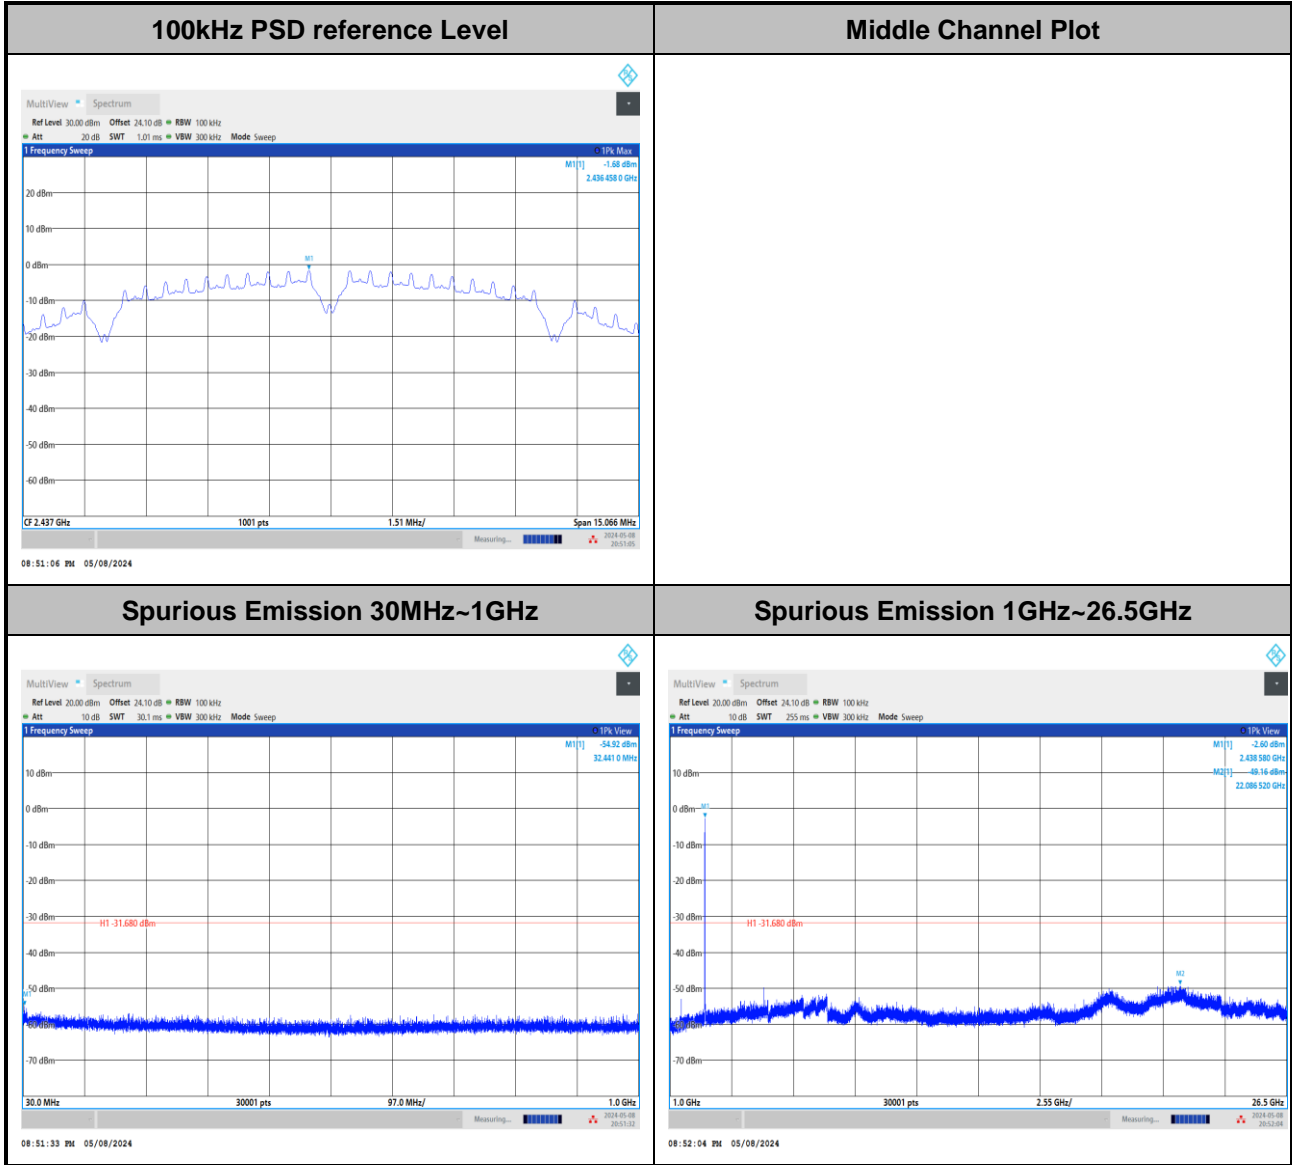 100kHz PSD reference Level
Middle Channel Plot
MultiView Spectrum
Ref Level 30.00 dBm Offset 24.10 dB RBW 100 kHz
Att 20 dB SWT 1.01 ms VBW 300 kHz Mode Sweep
1 Frequency Sweep 1Pk Max
M1[1] -1.68 dBm
2.436 458 0 GHz
20 dBm
10 dBm
M1
0 dBm
-10 dBm
-20 dBm
-30 dBm
-40 dBm
-50 dBm
-60 dBm
CF 2.437 GHz 1001 pts 1.51 MHz/ Span 15.066 MHz
Measuring... 2024-05-08
20:51:05
08:51:06 PM 05/08/2024
Spurious Emission 30MHz~1GHz
Spurious Emission 1GHz~26.5GHz
MultiView Spectrum
Ref Level 20.00 dBm Offset 24.10 dB RBW 100 kHz
Att 10 dB SWT 30.1 ms VBW 300 kHz Mode Sweep
1 Frequency Sweep 1Pk View
M1[1] -54.92 dBm
32.441 0 MHz
10 dBm
0 dBm
-10 dBm
-20 dBm
-30 dBm
H1 -31.680 dBm
-40 dBm
-50 dBm
M1
-60 dBm
-70 dBm
30.0 MHz 30001 pts 97.0 MHz/ 1.0 GHz
Measuring... 2024-05-08
20:51:32
08:51:33 PM 05/08/2024
MultiView Spectrum
Ref Level 20.00 dBm Offset 24.10 dB RBW 100 kHz
Att 10 dB SWT 255 ms VBW 300 kHz Mode Sweep
1 Frequency Sweep 1Pk View
M1[1] -2.60 dBm
2.438 580 GHz
M2[1] -49.16 dBm
22.086 520 GHz
10 dBm
0 dBm M1
-10 dBm
-20 dBm
-30 dBm
H1 -31.680 dBm
-40 dBm
M2
-50 dBm
-60 dBm
-70 dBm
1.0 GHz 30001 pts 2.55 GHz/ 26.5 GHz
Measuring... 2024-05-08
20:52:04
08:52:04 PM 05/08/2024